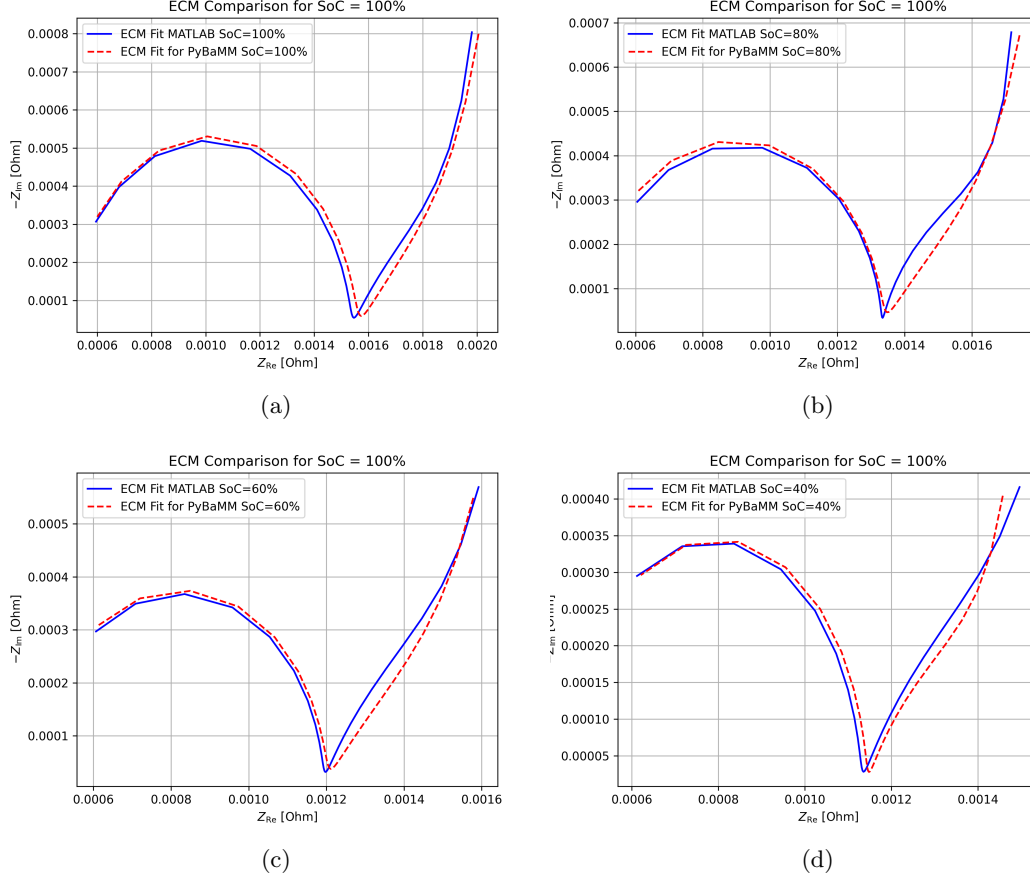 ECM Comparison for SoC = 100%
ECM Fit MATLAB SoC=100%
ECM Fit for PyBaMM SoC=100%
0.0008
0.0007
0.0006
0.0005
0.0004
0.0003
0.0002
0.0001
−Z_Im [Ohm]
0.0006 0.0008 0.0010 0.0012 0.0014 0.0016 0.0018 0.0020
Z_Re [Ohm]
(a)
ECM Comparison for SoC = 100%
ECM Fit MATLAB SoC=80%
ECM Fit for PyBaMM SoC=80%
0.0007
0.0006
0.0005
0.0004
0.0003
0.0002
0.0001
−Z_Im [Ohm]
0.0006 0.0008 0.0010 0.0012 0.0014 0.0016
Z_Re [Ohm]
(b)
ECM Comparison for SoC = 100%
ECM Fit MATLAB SoC=60%
ECM Fit for PyBaMM SoC=60%
0.0005
0.0004
0.0003
0.0002
0.0001
−Z_Im [Ohm]
0.0006 0.0008 0.0010 0.0012 0.0014 0.0016
Z_Re [Ohm]
(c)
ECM Comparison for SoC = 100%
ECM Fit MATLAB SoC=40%
ECM Fit for PyBaMM SoC=40%
0.00040
0.00035
0.00030
0.00025
0.00020
0.00015
0.00010
0.00005
−Z_Im [Ohm]
0.0006 0.0008 0.0010 0.0012 0.0014
Z_Re [Ohm]
(d)